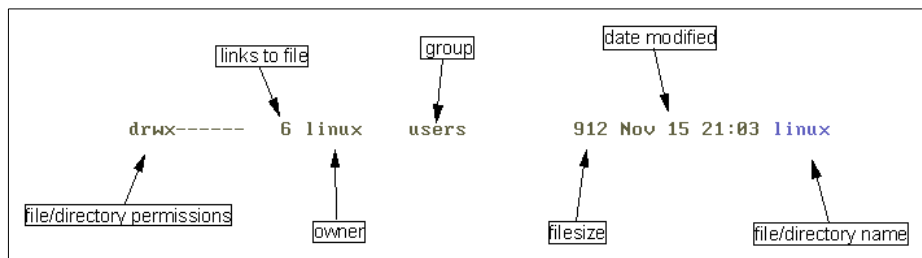 date modified
group
links to file
drwx------ 6 linux users 912 Nov 15 21:03 linux
file/directory permissions
owner
filesize
file/directory name